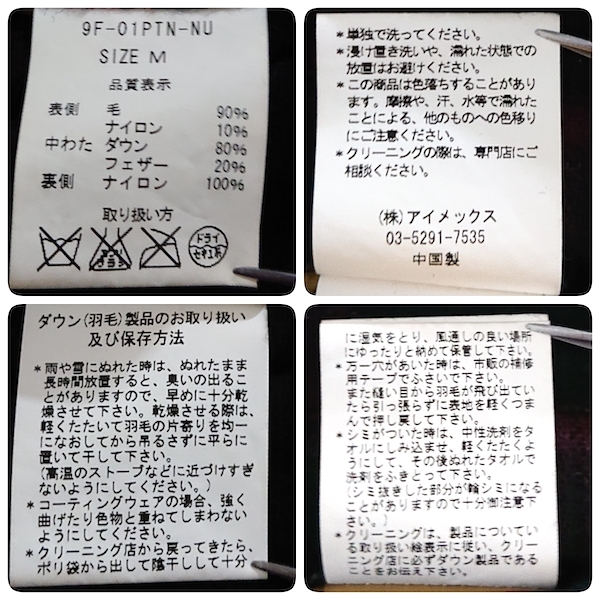 9F-01PTN-NU
SIZE M
品質表示
表側 毛 90%
ナイロン 10%
中わた ダウン 80%
フェザー 20%
裏側 ナイロン 100%
取り扱い方
ドライ
セキユ系
*単独で洗ってください。
*浸け置き洗いや、濡れた状態での
放置はお避けください。
*この商品は色落ちすることがあり
ます。摩擦や、汗、水等で濡れた
ことによる、他のものへの色移り
にご注意ください。
*クリーニングの際は、専門店にご
相談ください。
(株)アイメックス
03-5291-7535
中国製
ダウン(羽毛)製品のお取り扱い
及び保存方法
*雨や雪にぬれた時は、ぬれたまま
長時間放置すると、臭いの出るこ
とがありますので、早めに十分乾
燥させて下さい。乾燥させる際は、
軽くたたいて羽毛の片寄りを均一
になおしてから吊るさずに平らに
置いて干して下さい。
(高温のストーブなどに近づけすぎ
ないようにしてください。)
*コーティングウェアの場合、強く
曲げたり色物と重ねてしまわない
ようにして下さい。
*クリーニング店から戻ってきたら、
ポリ袋から出して陰干しして十分
に湿気をとり、風通しの良い場所
にゆったりと納めて保管して下さい。
*万一穴があいた時は、市販の補修
用テープでふさいで下さい。
また縫い目から羽毛が飛び出てい
たら引っ張らずに表地を軽くつま
んで押し戻して下さい。
*シミがついた時は、中性洗剤をタ
オルにしみ込ませ、軽くたたくよ
うにして、その後ぬれたタオルで
洗剤をふきとって下さい。
(シミ抜きした部分が輪シミになる
ことがありますので十分御注意下
さい。)
*クリーニングは、製品についてい
る取り扱い絵表示に従い、クリー
ニング店に必ずダウン製品である
ことをお伝え下さい。